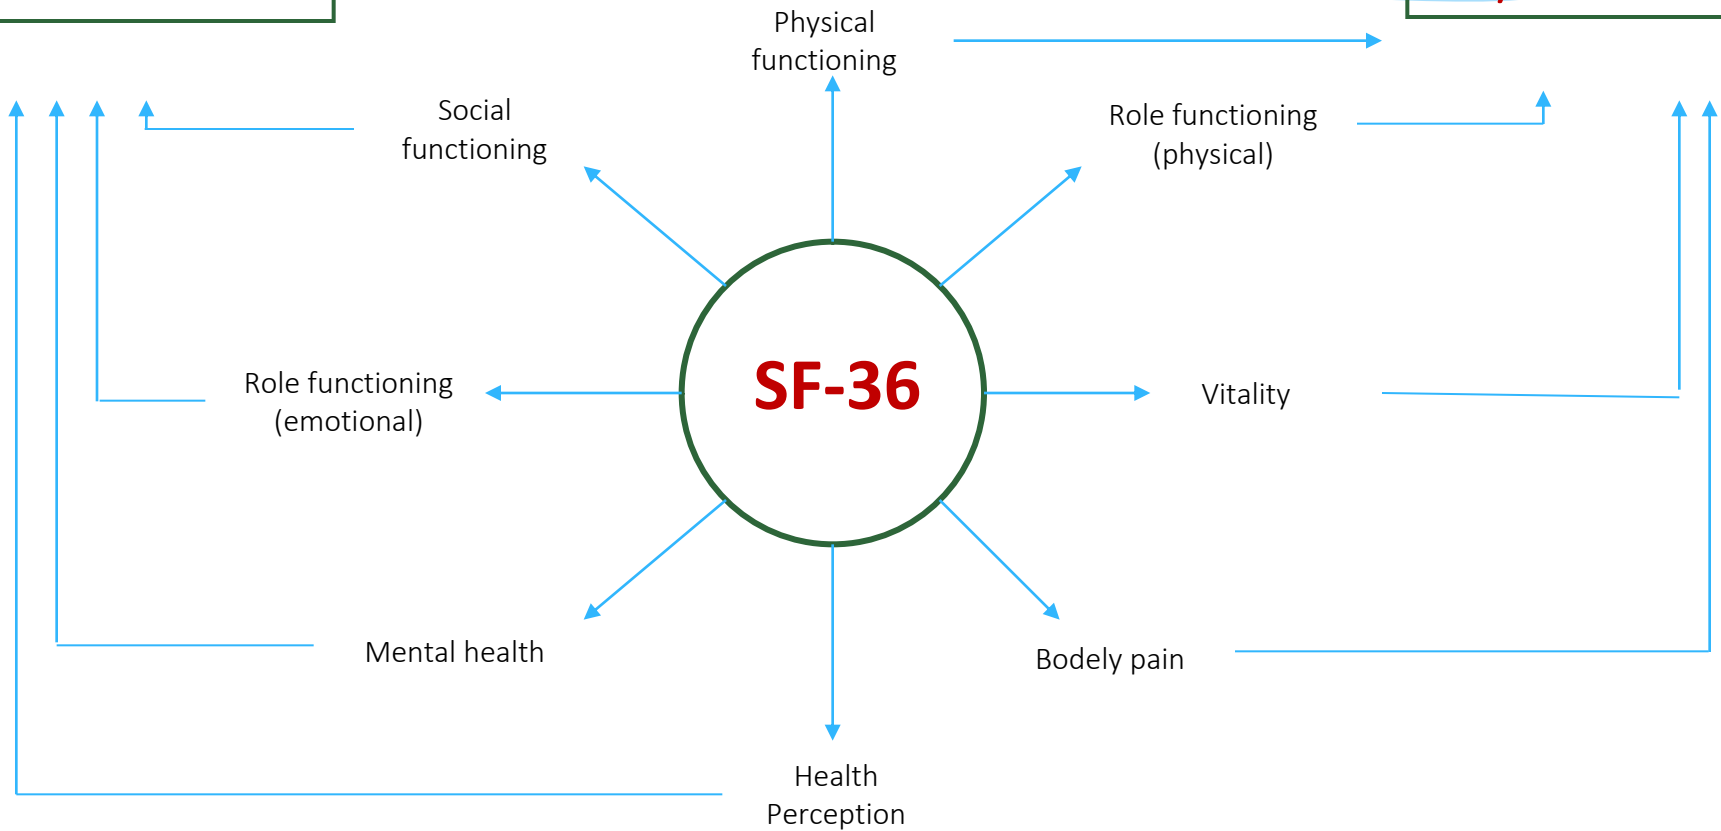 Physical
functioning
Social
functioning
Role functioning
(physical)
Role functioning
(emotional)
SF-36
Vitality
Mental health
Bodely pain
Health
Perception